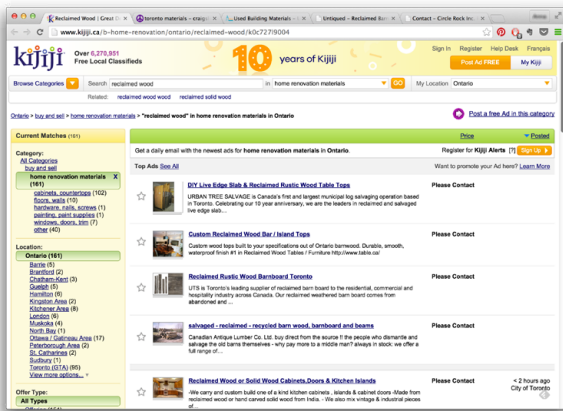 Reclaimed Wood | Great D
toronto materials - craigs
Used Building Materials
Untiqued - Reclaimed Bar
Contact - Circle Rock Inc.
Anne
www.kijiji.ca/b-home-renovation/ontario/reclaimed-wood/k0c727l9004
kijiji
Over 6,270,951
Free Local Classifieds
10 years of Kijiji
Sign In Register Help Desk Français
Post Ad FREE
My Kijiji
Browse Categories
Search reclaimed wood in home renovation materials GO
My Location Ontario
Related: reclaimed wood wood reclaimed solid wood
Ontario > buy and sell > home renovation materials > "reclaimed wood" in home renovation materials in Ontario
Post a free Ad in this category
Current Matches (161)
Category:
All Categories
buy and sell
home renovation materials X
(161)
cabinets, countertops (102)
floors, walls (10)
hardware, nails, screws (1)
painting, paint supplies (1)
windows, doors, trim (7)
other (40)
Location:
Ontario (161)
Barrie (5)
Brantford (2)
Chatham-Kent (3)
Guelph (5)
Hamilton (6)
Kingston Area (2)
Kitchener Area (8)
London (6)
Muskoka (4)
North Bay (1)
Ottawa / Gatineau Area (17)
Peterborough Area (2)
St. Catharines (2)
Sudbury (1)
Toronto (GTA) (95)
View more options...
Offer Type:
All Types
Price
Posted
Get a daily email with the newest ads for home renovation materials in Ontario.
Register for Kijiji Alerts [?] Sign Up
Top Ads See All
Want to promote your Ad here? Learn More
DIY Live Edge Slab & Reclaimed Rustic Wood Table Tops
Please Contact
URBAN TREE SALVAGE is Canada's first and largest municipal log salvaging operation based
in Toronto. Celebrating our 10 year anniversary, we are the leaders in reclaimed and salvaged
live edge slab...
Custom Reclaimed Wood Bar / Island Tops
Please Contact
Custom wood tops built to your specifications out of Ontario barnwood. Durable, smooth,
waterproof finish #1 in Reclaimed Wood Tables / Furniture http://www.table.ca/
Reclaimed Rustic Wood Barnboard Toronto
Please Contact
UTS is Toronto's leading supplier of reclaimed barn board to the residential, commercial and
hospitality industry across Canada. Our reclaimed weathered barn board comes from
abandoned and ...
salvaged - reclaimed - recycled barn wood, barnboard and beams
Please Contact
Canadian Antique Lumber Co. Ltd. buy direct from the source !! the people who dismantle and
salvage the old barns themselves - why pay more to a middle man? always in stock: we offer a
full range of...
Reclaimed Wood or Solid Wood Cabinets,Doors & Kitchen Islands
Please Contact
< 2 hours ago
City of Toronto
-We carry and custom build one of a kind kitchen cabinets , islands & cabinet doors -Made from
reclaimed wood or hand carved solid wood from India. - We also mix vintage & industrial pieces
of...